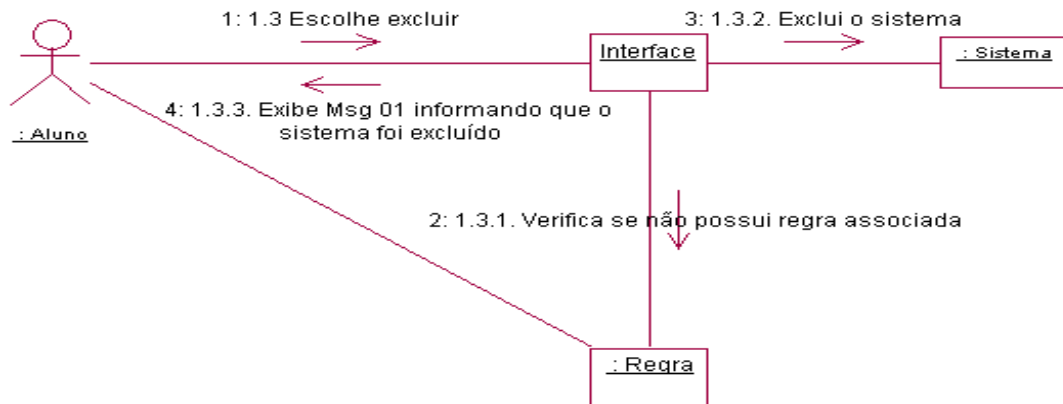 1: 1.3 Escolhe excluir
3: 1.3.2. Exclui o sistema
Interface
: Sistema
4: 1.3.3. Exibe Msg 01 informando que o
sistema foi excluído
: Aluno
2: 1.3.1. Verifica se não possui regra associada
: Regra